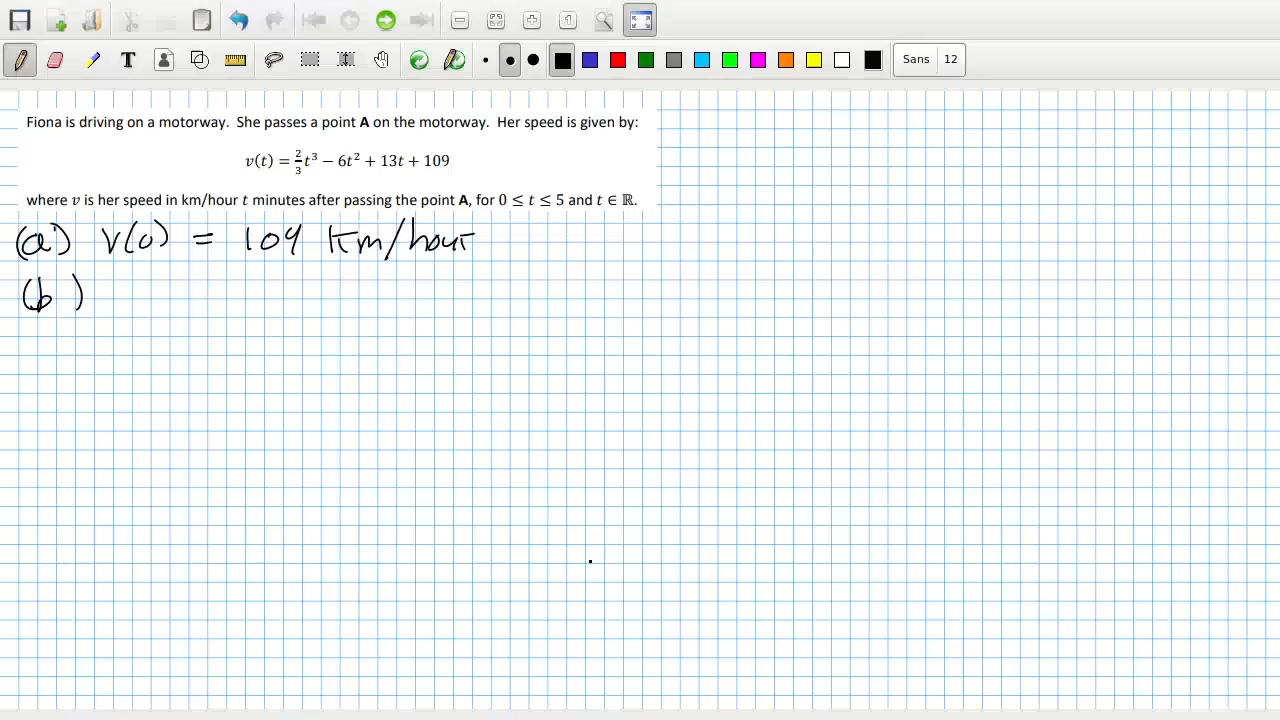 Sans 12
Fiona is driving on a motorway. She passes a point A on the motorway. Her speed is given by:
v(t) = 2/3 t³ − 6t² + 13t + 109
where v is her speed in km/hour t minutes after passing the point A, for 0 ≤ t ≤ 5 and t ∈ ℝ.
(a) v(0) = 109 km/hour
(b)